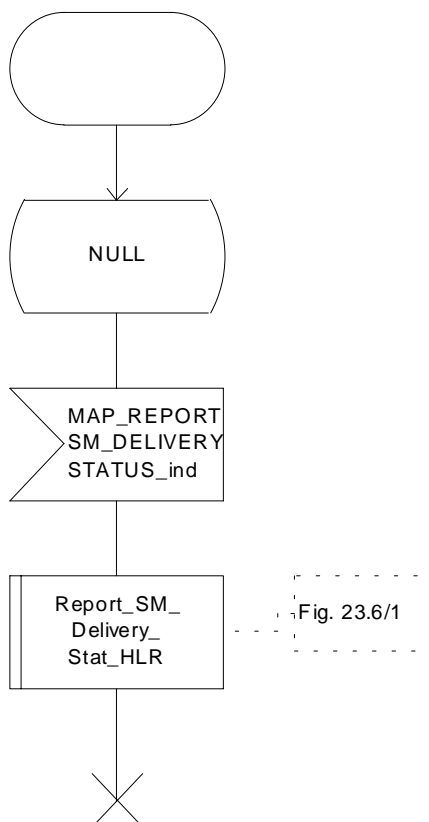 NULL
MAP_REPORT
SM_DELIVERY
STATUS_ind
Report_SM_
Delivery_
Stat_HLR
Fig. 23.6/1